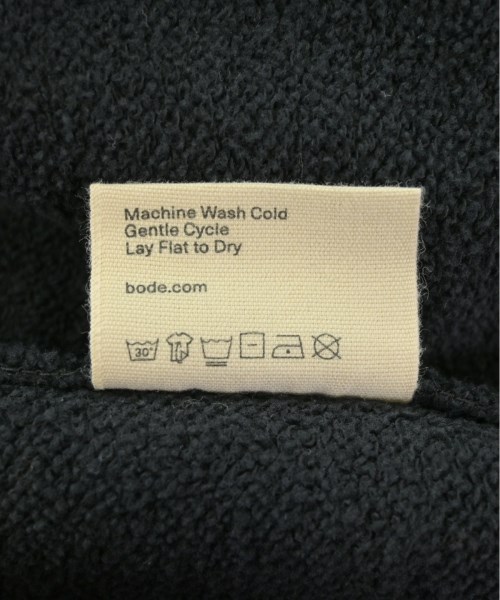 Machine Wash Cold
Gentle Cycle
Lay Flat to Dry
bode.com
30°